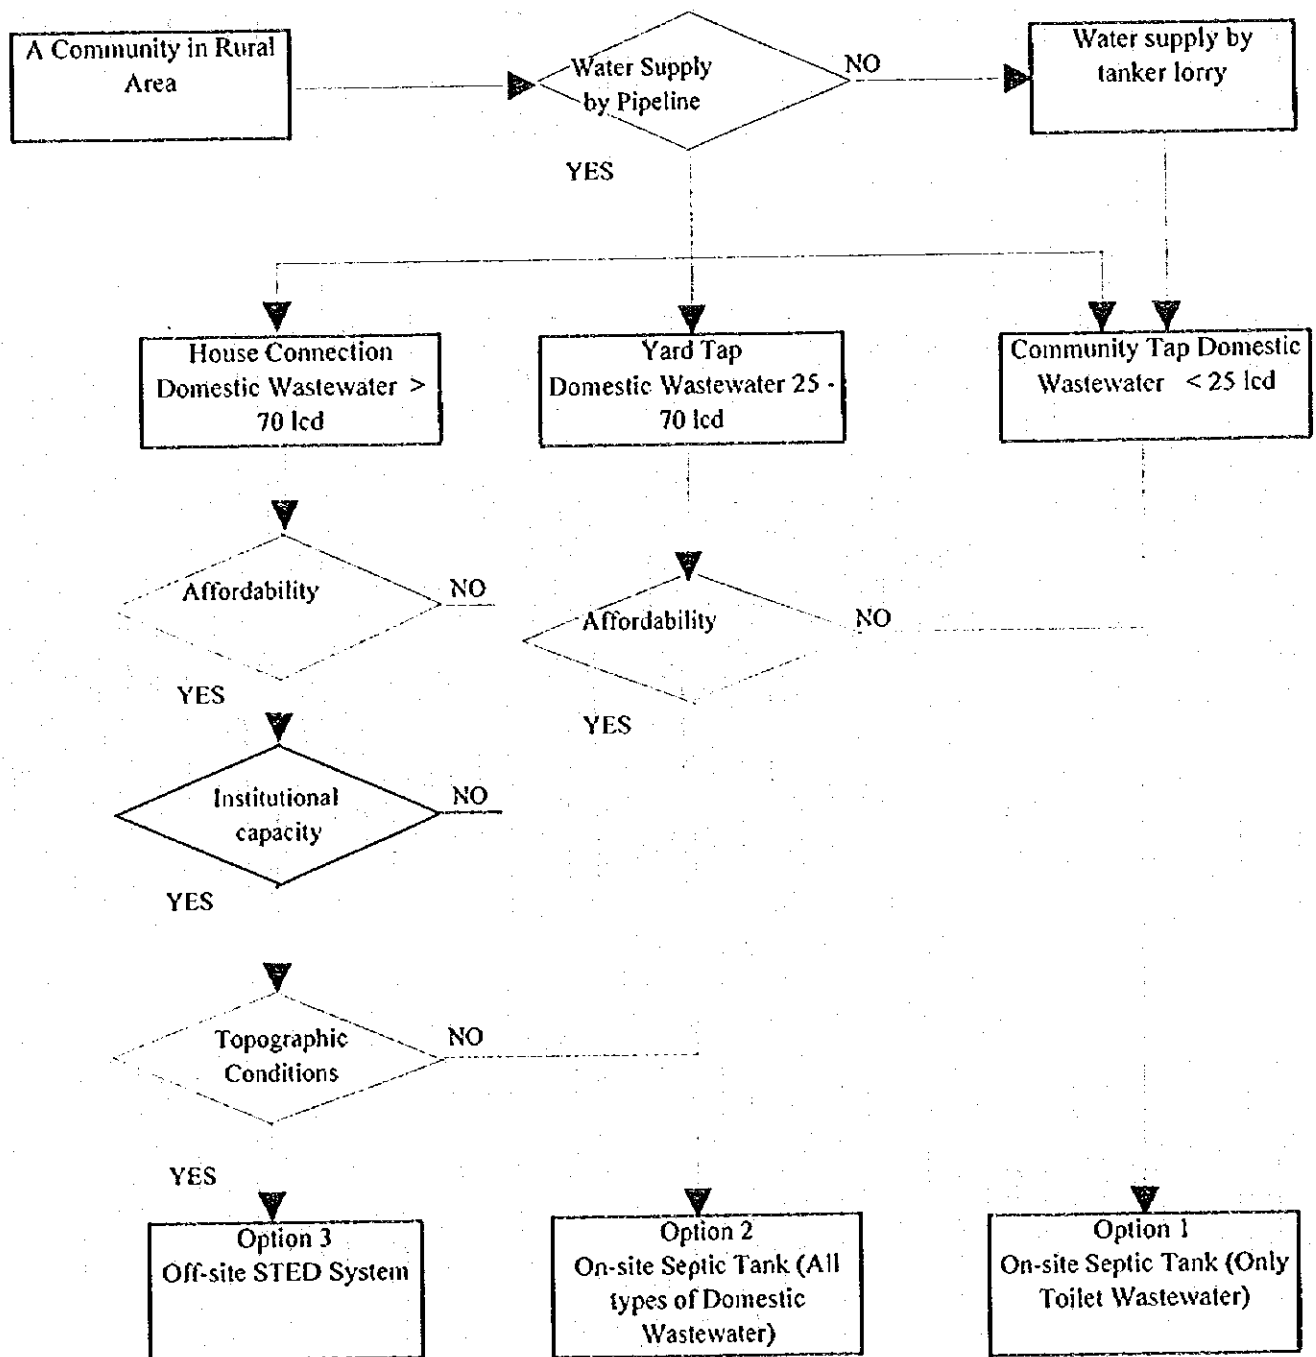 A Community in Rural
Area
Water Supply
by Pipeline
NO
Water supply by
tanker lorry
YES
House Connection
Domestic Wastewater >
70 lcd
Yard Tap
Domestic Wastewater 25 -
70 lcd
Community Tap Domestic
Wastewater < 25 lcd
Affordability
NO
YES
Affordability
NO
YES
Institutional
capacity
NO
YES
Topographic
Conditions
NO
YES
Option 3
Off-site STED System
Option 2
On-site Septic Tank (All
types of Domestic
Wastewater)
Option 1
On-site Septic Tank (Only
Toilet Wastewater)